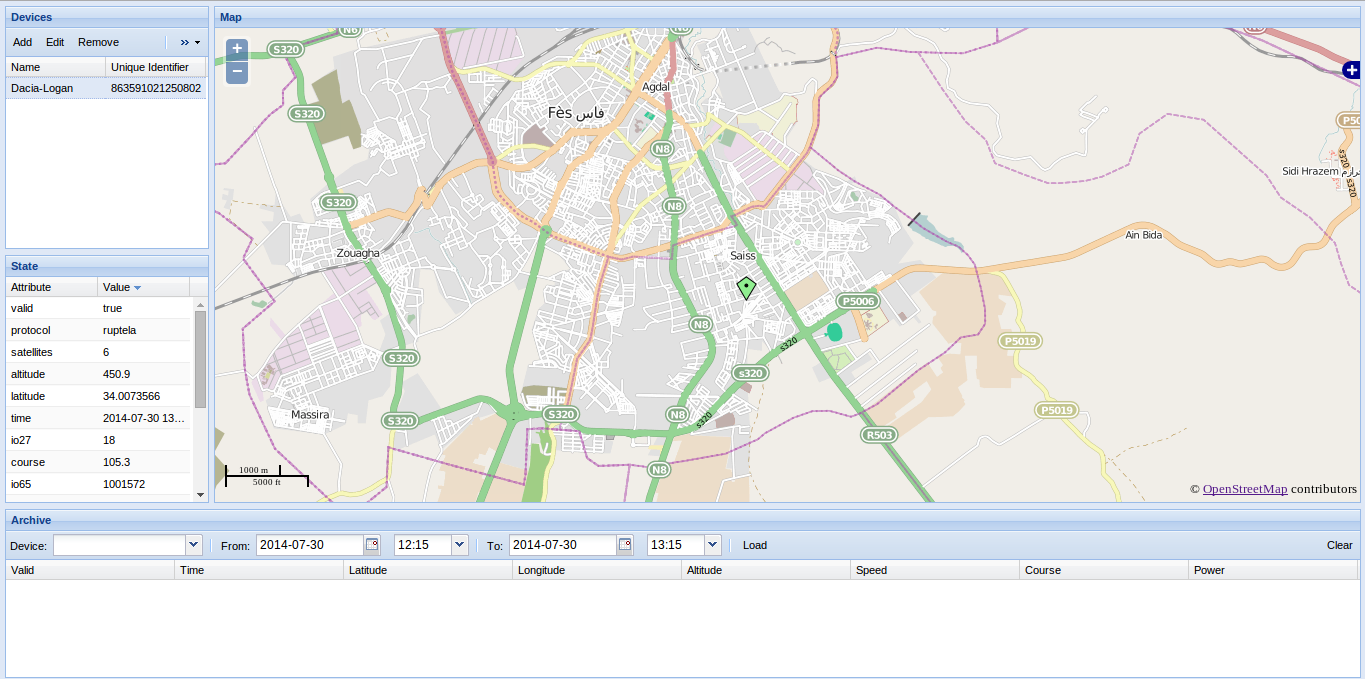 Devices
Add Edit Remove »
Name Unique Identifier
Dacia-Logan 863591021250802
State
Attribute Value
valid true
protocol ruptela
satellites 6
altitude 450.9
latitude 34.0073566
time 2014-07-30 13...
io27 18
course 105.3
io65 1001572
Map
+
−
+
N6
S320
Agdal
Fès فاس
S320
N8
S320
N8
Zouagha
Saiss
Sidi Hrazem
s320
s320
Ain Bida
P5006
N8
s320
P5019
S320
s320
Massira
S320
S320
N8
s320
P5019
R503
N8
1000 m
5000 ft
© OpenStreetMap contributors
Archive
Device: From: 2014-07-30 12:15 To: 2014-07-30 13:15 Load Clear
Valid Time Latitude Longitude Altitude Speed Course Power